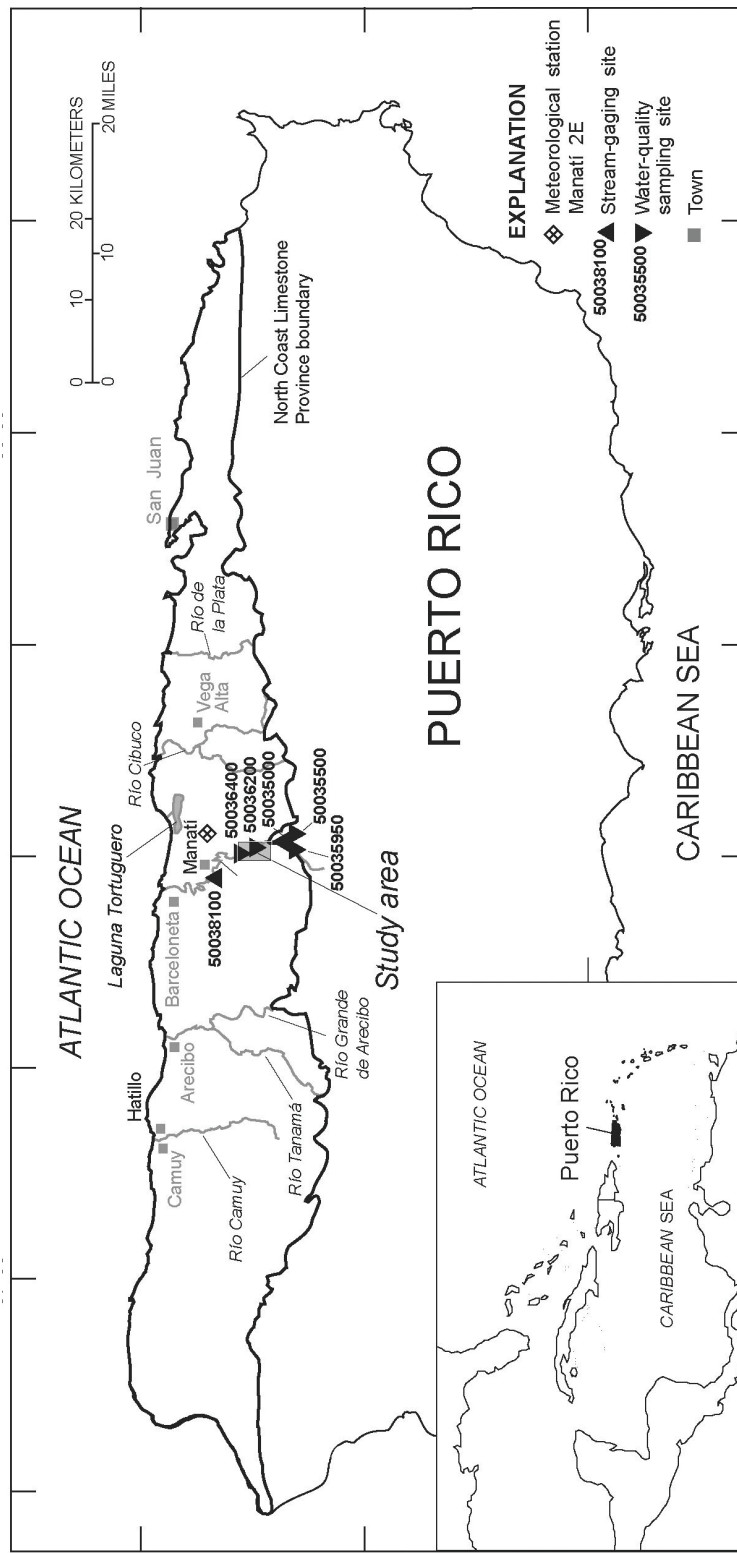 ATLANTIC OCEAN
0 10 20 KILOMETERS
0 10 20 MILES
Hatillo
Camuy
Arecibo
Barceloneta
Laguna Tortuguero
Manatí
Río Cibuco
Vega
Alta
Río de
la Plata
San Juan
Río Camuy
Río Tanamá
Río Grande
de Arecibo
50038100
50036400
50036200
50035000
50035500
50035950
Study area
North Coast Limestone
Province boundary
PUERTO RICO
CARIBBEAN SEA
EXPLANATION
Meteorological station
Manatí 2E
50038100 Stream-gaging site
50035500 Water-quality
sampling site
Town
ATLANTIC OCEAN
Puerto Rico
CARIBBEAN SEA